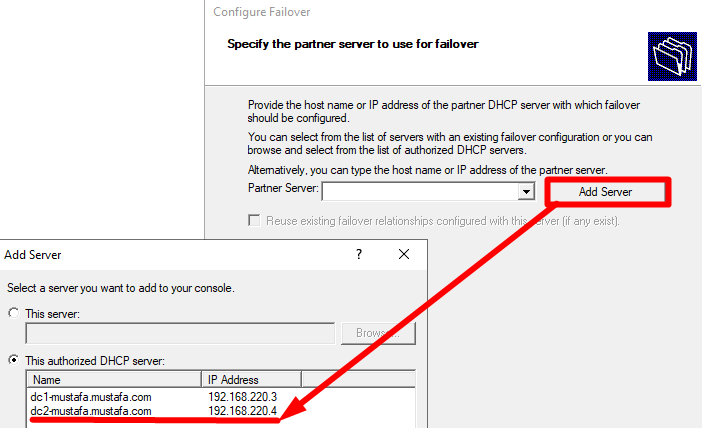 Configure Failover
Specify the partner server to use for failover
Provide the host name or IP address of the partner DHCP server with which failover
should be configured.
You can select from the list of servers with an existing failover configuration or you can
browse and select from the list of authorized DHCP servers.
Alternatively, you can type the host name or IP address of the partner server.
Partner Server:
Add Server
Reuse existing failover relationships configured with this server (if any exist).
Add Server
Select a server you want to add to your console.
This server:
Browse...
This authorized DHCP server:
Name IP Address
dc1-mustafa.mustafa.com 192.168.220.3
dc2-mustafa.mustafa.com 192.168.220.4